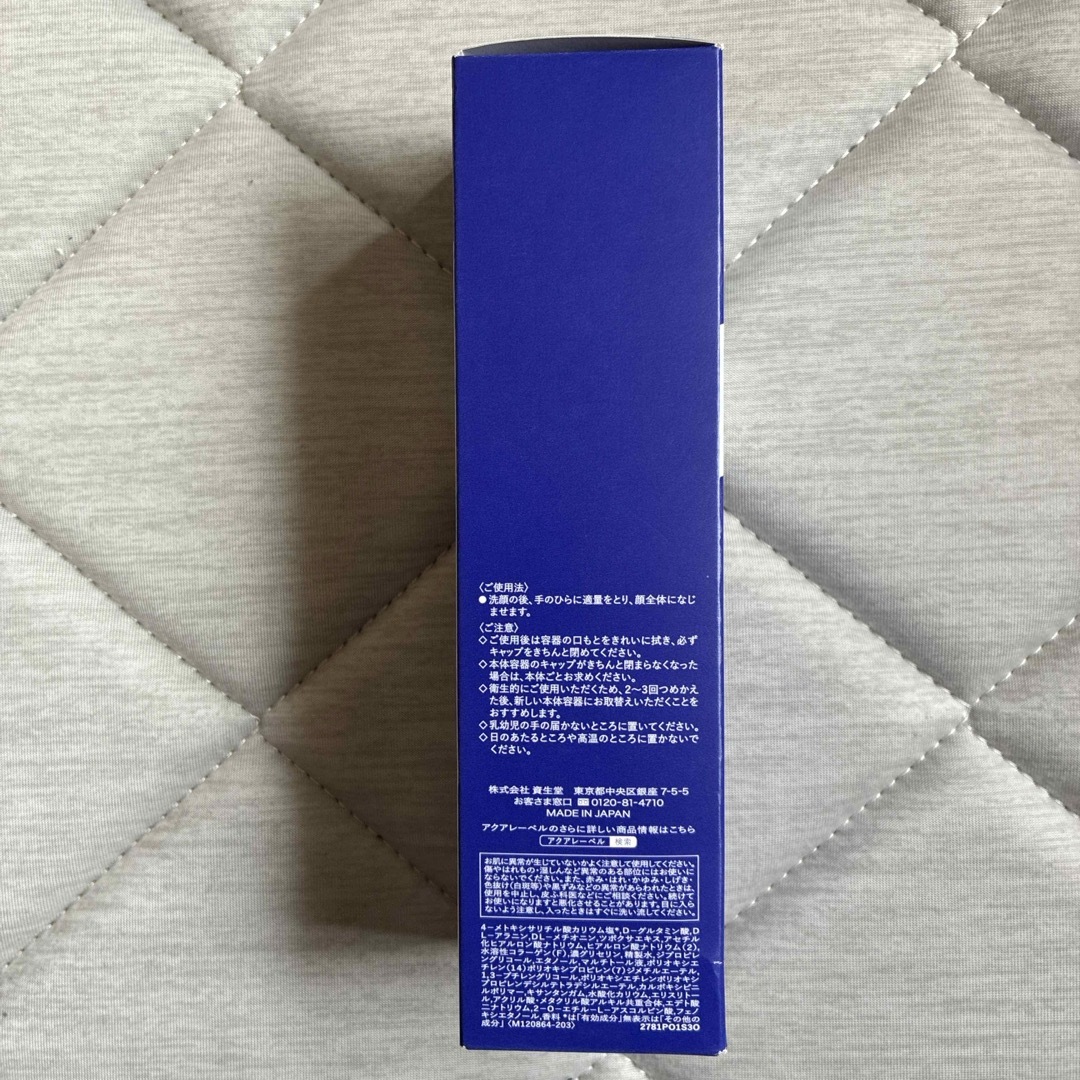 〈ご使用法〉
●洗顔の後、手のひらに適量をとり、顔全体になじ
ませます。
〈ご注意〉
◇ご使用後は容器の口もとをきれいに拭き、必ず
キャップをきちんと閉めてください。
◇本体容器のキャップがきちんと閉まらなくなった
場合は、本体ごとお求めください。
◇衛生的にご使用いただくため、2～3回つめかえ
た後、新しい本体容器にお取替えいただくことを
おすすめします。
◇乳幼児の手の届かないところに置いてください。
◇日のあたるところや高温のところに置かないで
ください。
株式会社 資生堂　東京都中央区銀座 7-5-5
お客さま窓口 0120-81-4710
MADE IN JAPAN
アクアレーベルのさらに詳しい商品情報はこちら
アクアレーベル 検索
お肌に異常が生じていないかよく注意して使用してください。
傷やはれもの・湿しんなど異常のある部位にはお使いに
ならないでください。また、赤み・はれ・かゆみ・しげき・
色抜け(白斑等)や黒ずみなどの異常があらわれたときは、
使用を中止し、皮ふ科医などにご相談ください。続けて
お使いになりますと悪化させることがあります。目に入ら
ないよう注意し、入ったときはすぐに洗い流してください。
4-メトキシサリチル酸カリウム塩*,D-グルタミン酸,D
L-アラニン,DL-メチオニン,ツボクサエキス,アセチル
化ヒアルロン酸ナトリウム,ヒアルロン酸ナトリウム(2),
水溶性コラーゲン(F),濃グリセリン,精製水,ジプロピレ
ングリコール,エタノール,マルチトール液,ポリオキシエ
チレン(14)ポリオキシプロピレン(7)ジメチルエーテル,
1,3-ブチレングリコール,ポリオキシエチレンポリオキシ
プロピレンデシルテトラデシルエーテル,カルボキシビニ
ルポリマー,キサンタンガム,水酸化カリウム,エリスリトー
ル,アクリル酸・メタクリル酸アルキル共重合体,エデト酸
二ナトリウム,2-O-エチル-L-アスコルビン酸,フェノ
キシエタノール,香料 *は「有効成分」無表示は「その他の
成分」〈M120864-203〉 2781PO1S3O